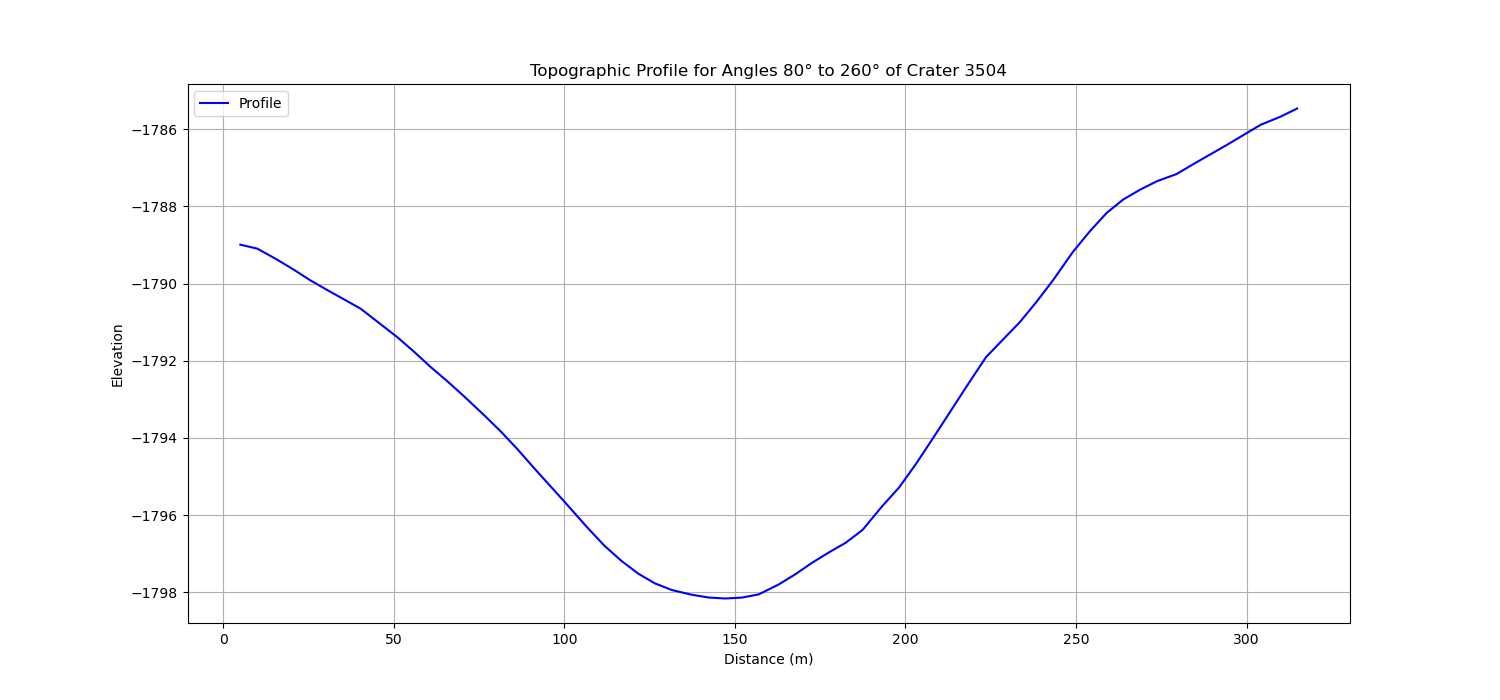 Topographic Profile for Angles 80° to 260° of Crater 3504
Profile
−1786
−1788
−1790
−1792
−1794
−1796
−1798
Elevation
0 50 100 150 200 250 300
Distance (m)